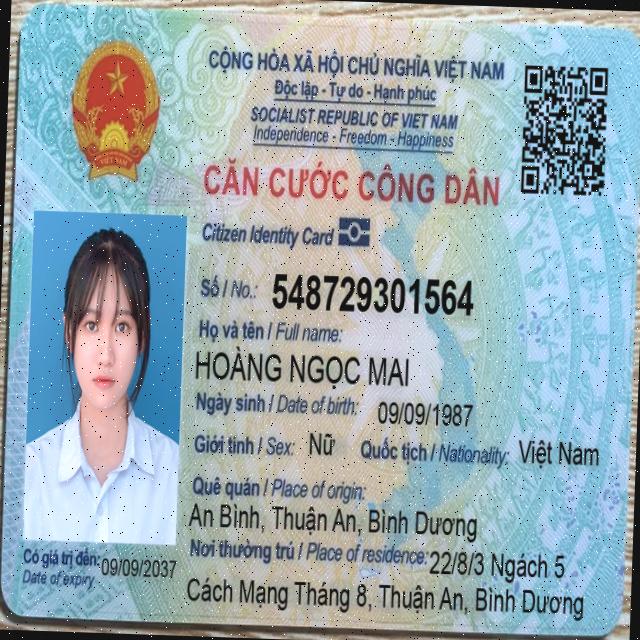 CỘNG HÒA XÃ HỘI CHỦ NGHĨA VIỆT NAM
Độc lập - Tự do - Hạnh phúc
SOCIALIST REPUBLIC OF VIET NAM
Independence - Freedom - Happiness
CĂN CƯỚC CÔNG DÂN
Citizen Identity Card
Số / No.: 548729301564
Họ và tên / Full name:
HOÀNG NGỌC MAI
Ngày sinh / Date of birth: 09/09/1987
Giới tính / Sex: Nữ Quốc tịch / Nationality: Việt Nam
Quê quán / Place of origin:
An Bình, Thuận An, Bình Dương
Nơi thường trú / Place of residence: 22/8/3 Ngách 5
Cách Mạng Tháng 8, Thuận An, Bình Dương
Có giá trị đến: 09/09/2037
Date of expiry